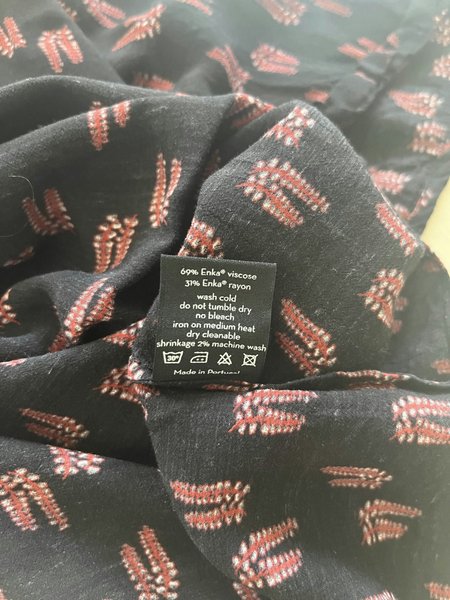 69% Enka® viscose
31% Enka® rayon
wash cold
do not tumble dry
no bleach
iron on medium heat
dry cleanable
shrinkage 2% machine wash
30°
Made in Portugal